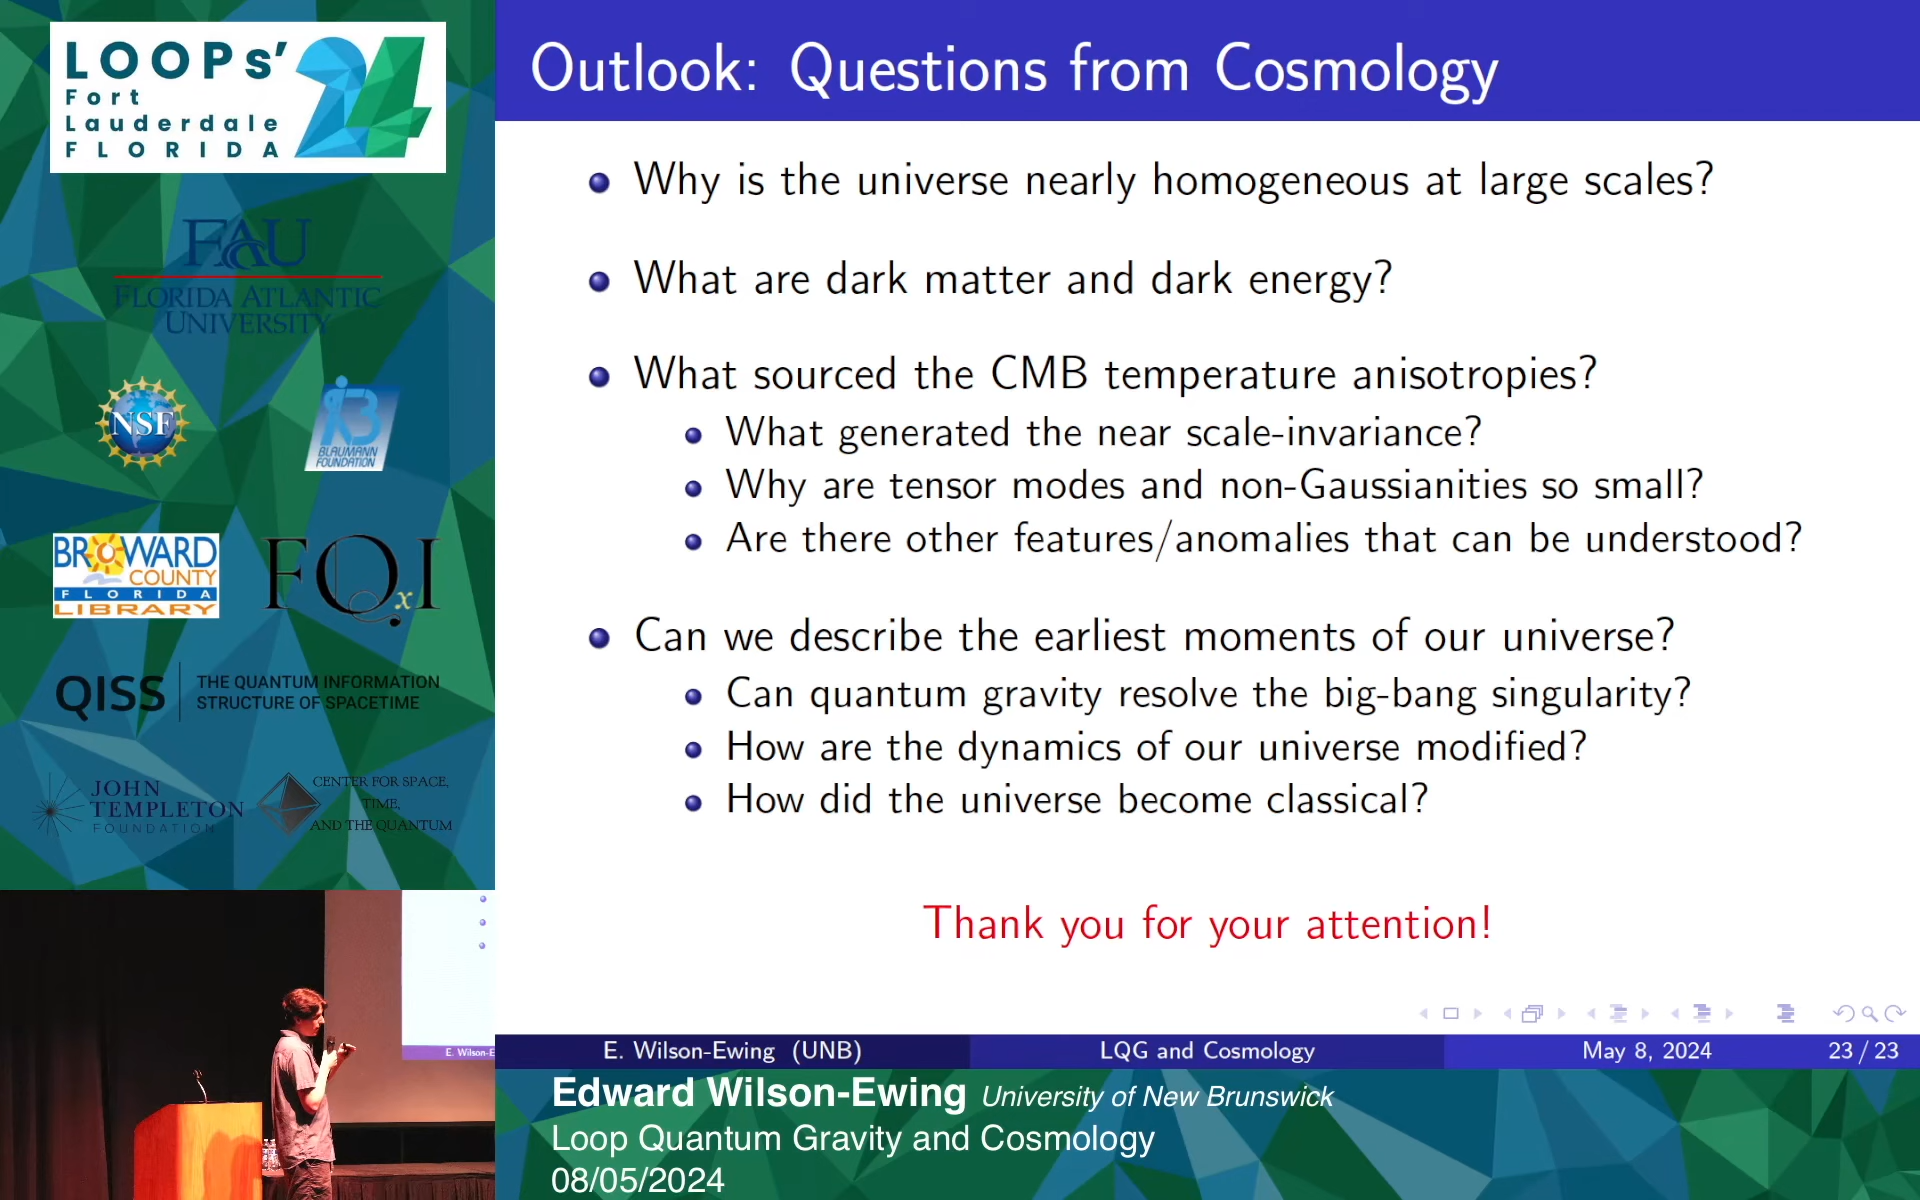 LOOPs' 24
Fort
Lauderdale
FLORIDA
FAU
FLORIDA ATLANTIC
UNIVERSITY
NSF
BLAUMANN
FOUNDATION
BROWARD
COUNTY
FLORIDA
LIBRARY
FQxI
QISS
THE QUANTUM INFORMATION
STRUCTURE OF SPACETIME
JOHN
TEMPLETON
FOUNDATION
CENTER FOR SPACE,
TIME,
AND THE QUANTUM
E. Wilson-E
Outlook: Questions from Cosmology
Why is the universe nearly homogeneous at large scales?
What are dark matter and dark energy?
What sourced the CMB temperature anisotropies?
What generated the near scale-invariance?
Why are tensor modes and non-Gaussianities so small?
Are there other features/anomalies that can be understood?
Can we describe the earliest moments of our universe?
Can quantum gravity resolve the big-bang singularity?
How are the dynamics of our universe modified?
How did the universe become classical?
Thank you for your attention!
E. Wilson-Ewing (UNB) LQG and Cosmology May 8, 2024 23 / 23
Edward Wilson-Ewing University of New Brunswick
Loop Quantum Gravity and Cosmology
08/05/2024